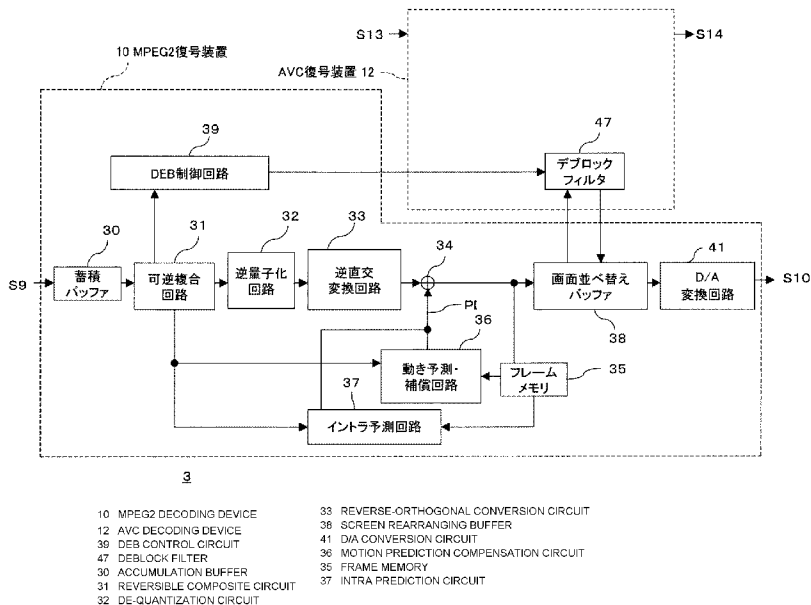 S13
S14
10 MPEG2復号装置
AVC復号装置 12
39
DEB制御回路
47
デブロック
フィルタ
30
31
32
33
34
41
S9
蓄積
バッファ
可逆複合
回路
逆量子化
回路
逆直交
変換回路
画面並べ替え
バッファ
D/A
変換回路
S10
PI
36
38
動き予測・
補償回路
フレーム
メモリ
35
37
イントラ予測回路
3
10 MPEG2 DECODING DEVICE
12 AVC DECODING DEVICE
39 DEB CONTROL CIRCUIT
47 DEBLOCK FILTER
30 ACCUMULATION BUFFER
31 REVERSIBLE COMPOSITE CIRCUIT
32 DE-QUANTIZATION CIRCUIT
33 REVERSE-ORTHOGONAL CONVERSION CIRCUIT
38 SCREEN REARRANGING BUFFER
41 D/A CONVERSION CIRCUIT
36 MOTION PREDICTION COMPENSATION CIRCUIT
35 FRAME MEMORY
37 INTRA PREDICTION CIRCUIT